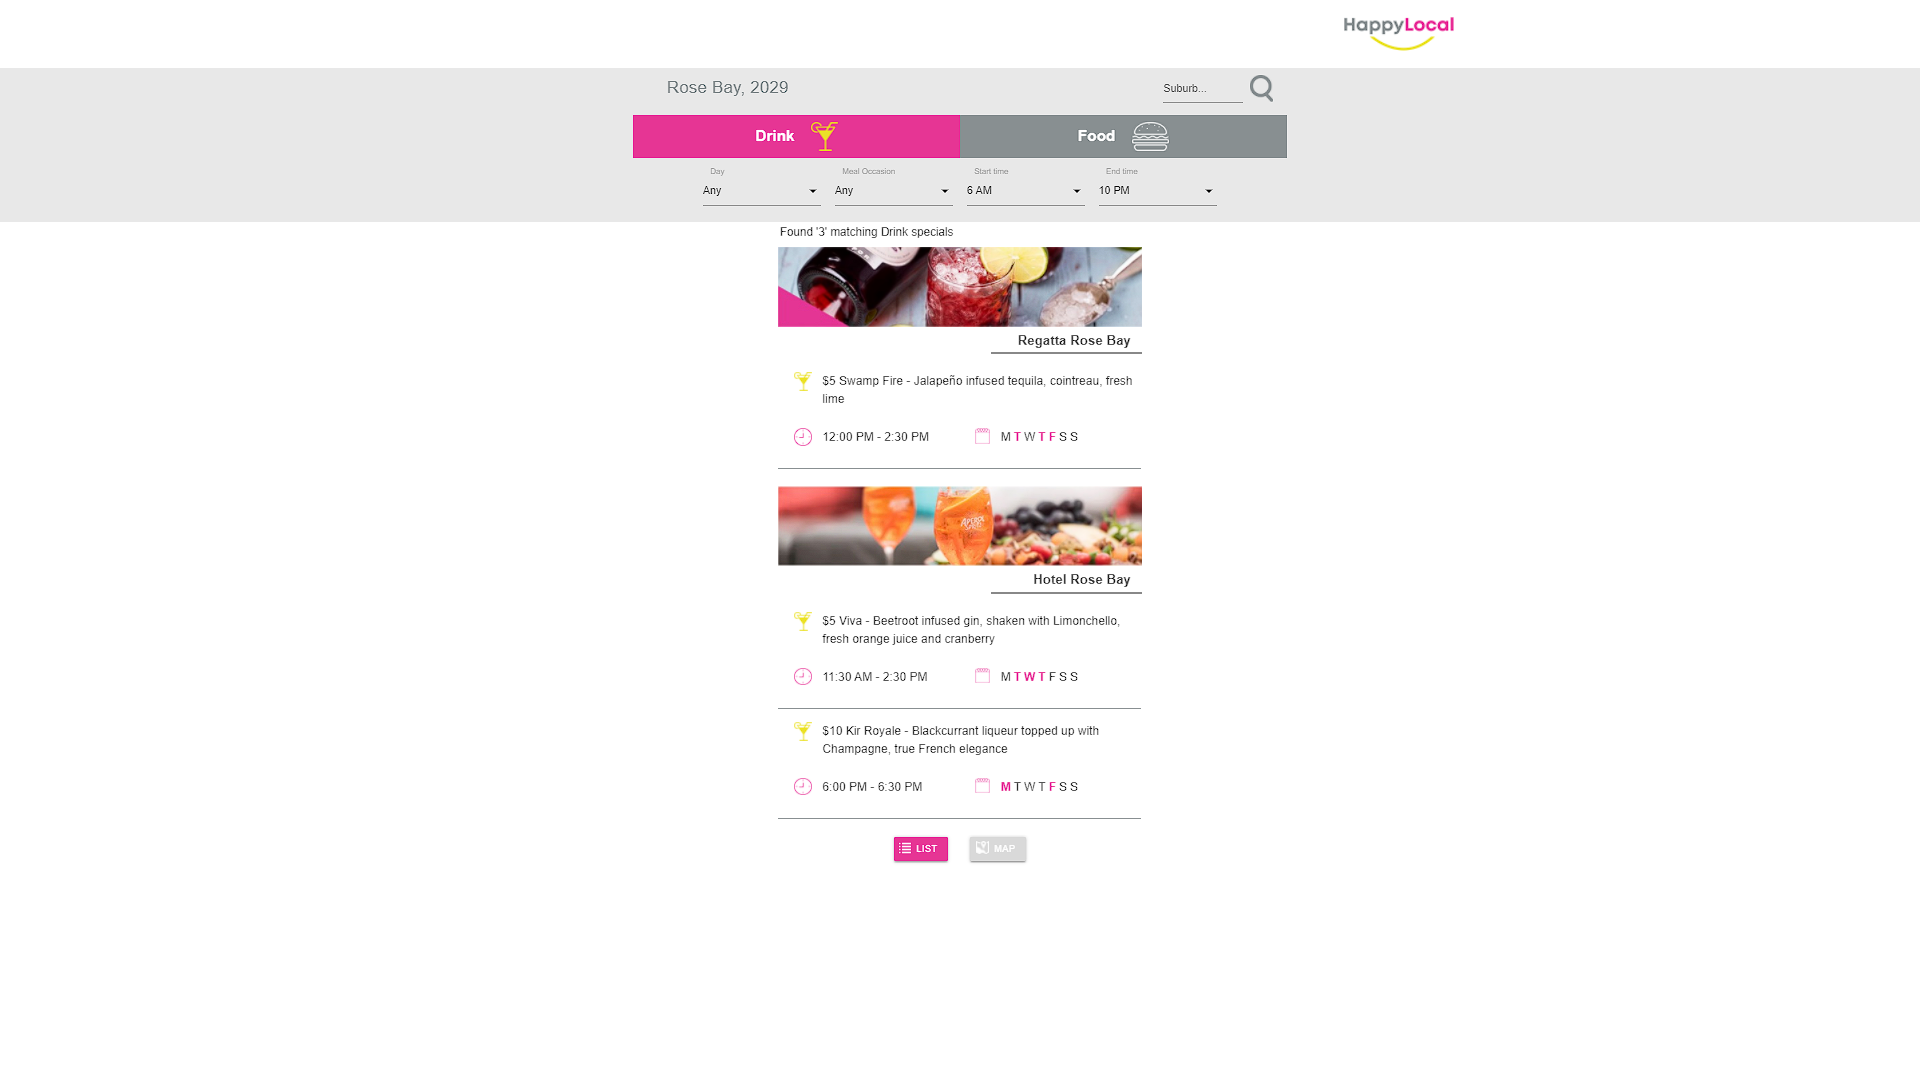 HappyLocal
Rose Bay, 2029
Suburb...
Drink
Food
Day
Meal Occasion
Start time
End time
Any
Any
6 AM
10 PM
Found '3' matching Drink specials
Regatta Rose Bay
$5 Swamp Fire - Jalapeño infused tequila, cointreau, fresh
lime
12:00 PM - 2:30 PM
M T W T F S S
APEROL
Hotel Rose Bay
$5 Viva - Beetroot infused gin, shaken with Limonchello,
fresh orange juice and cranberry
11:30 AM - 2:30 PM
M T W T F S S
$10 Kir Royale - Blackcurrant liqueur topped up with
Champagne, true French elegance
6:00 PM - 6:30 PM
M T W T F S S
LIST
MAP